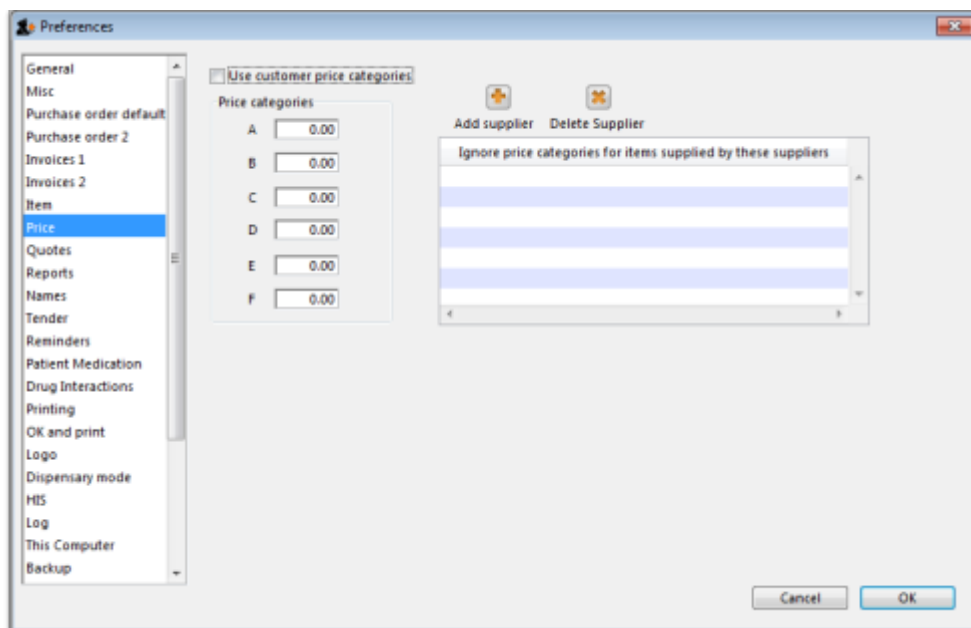 Preferences
General
Misc
Purchase order default
Purchase order 2
Invoices 1
Invoices 2
Item
Price
Quotes
Reports
Names
Tender
Reminders
Patient Medication
Drug Interactions
Printing
OK and print
Logo
Dispensary mode
HIS
Log
This Computer
Backup
Use customer price categories
Price categories
A 0.00
B 0.00
C 0.00
D 0.00
E 0.00
F 0.00
Add supplier Delete Supplier
Ignore price categories for items supplied by these suppliers
Cancel OK